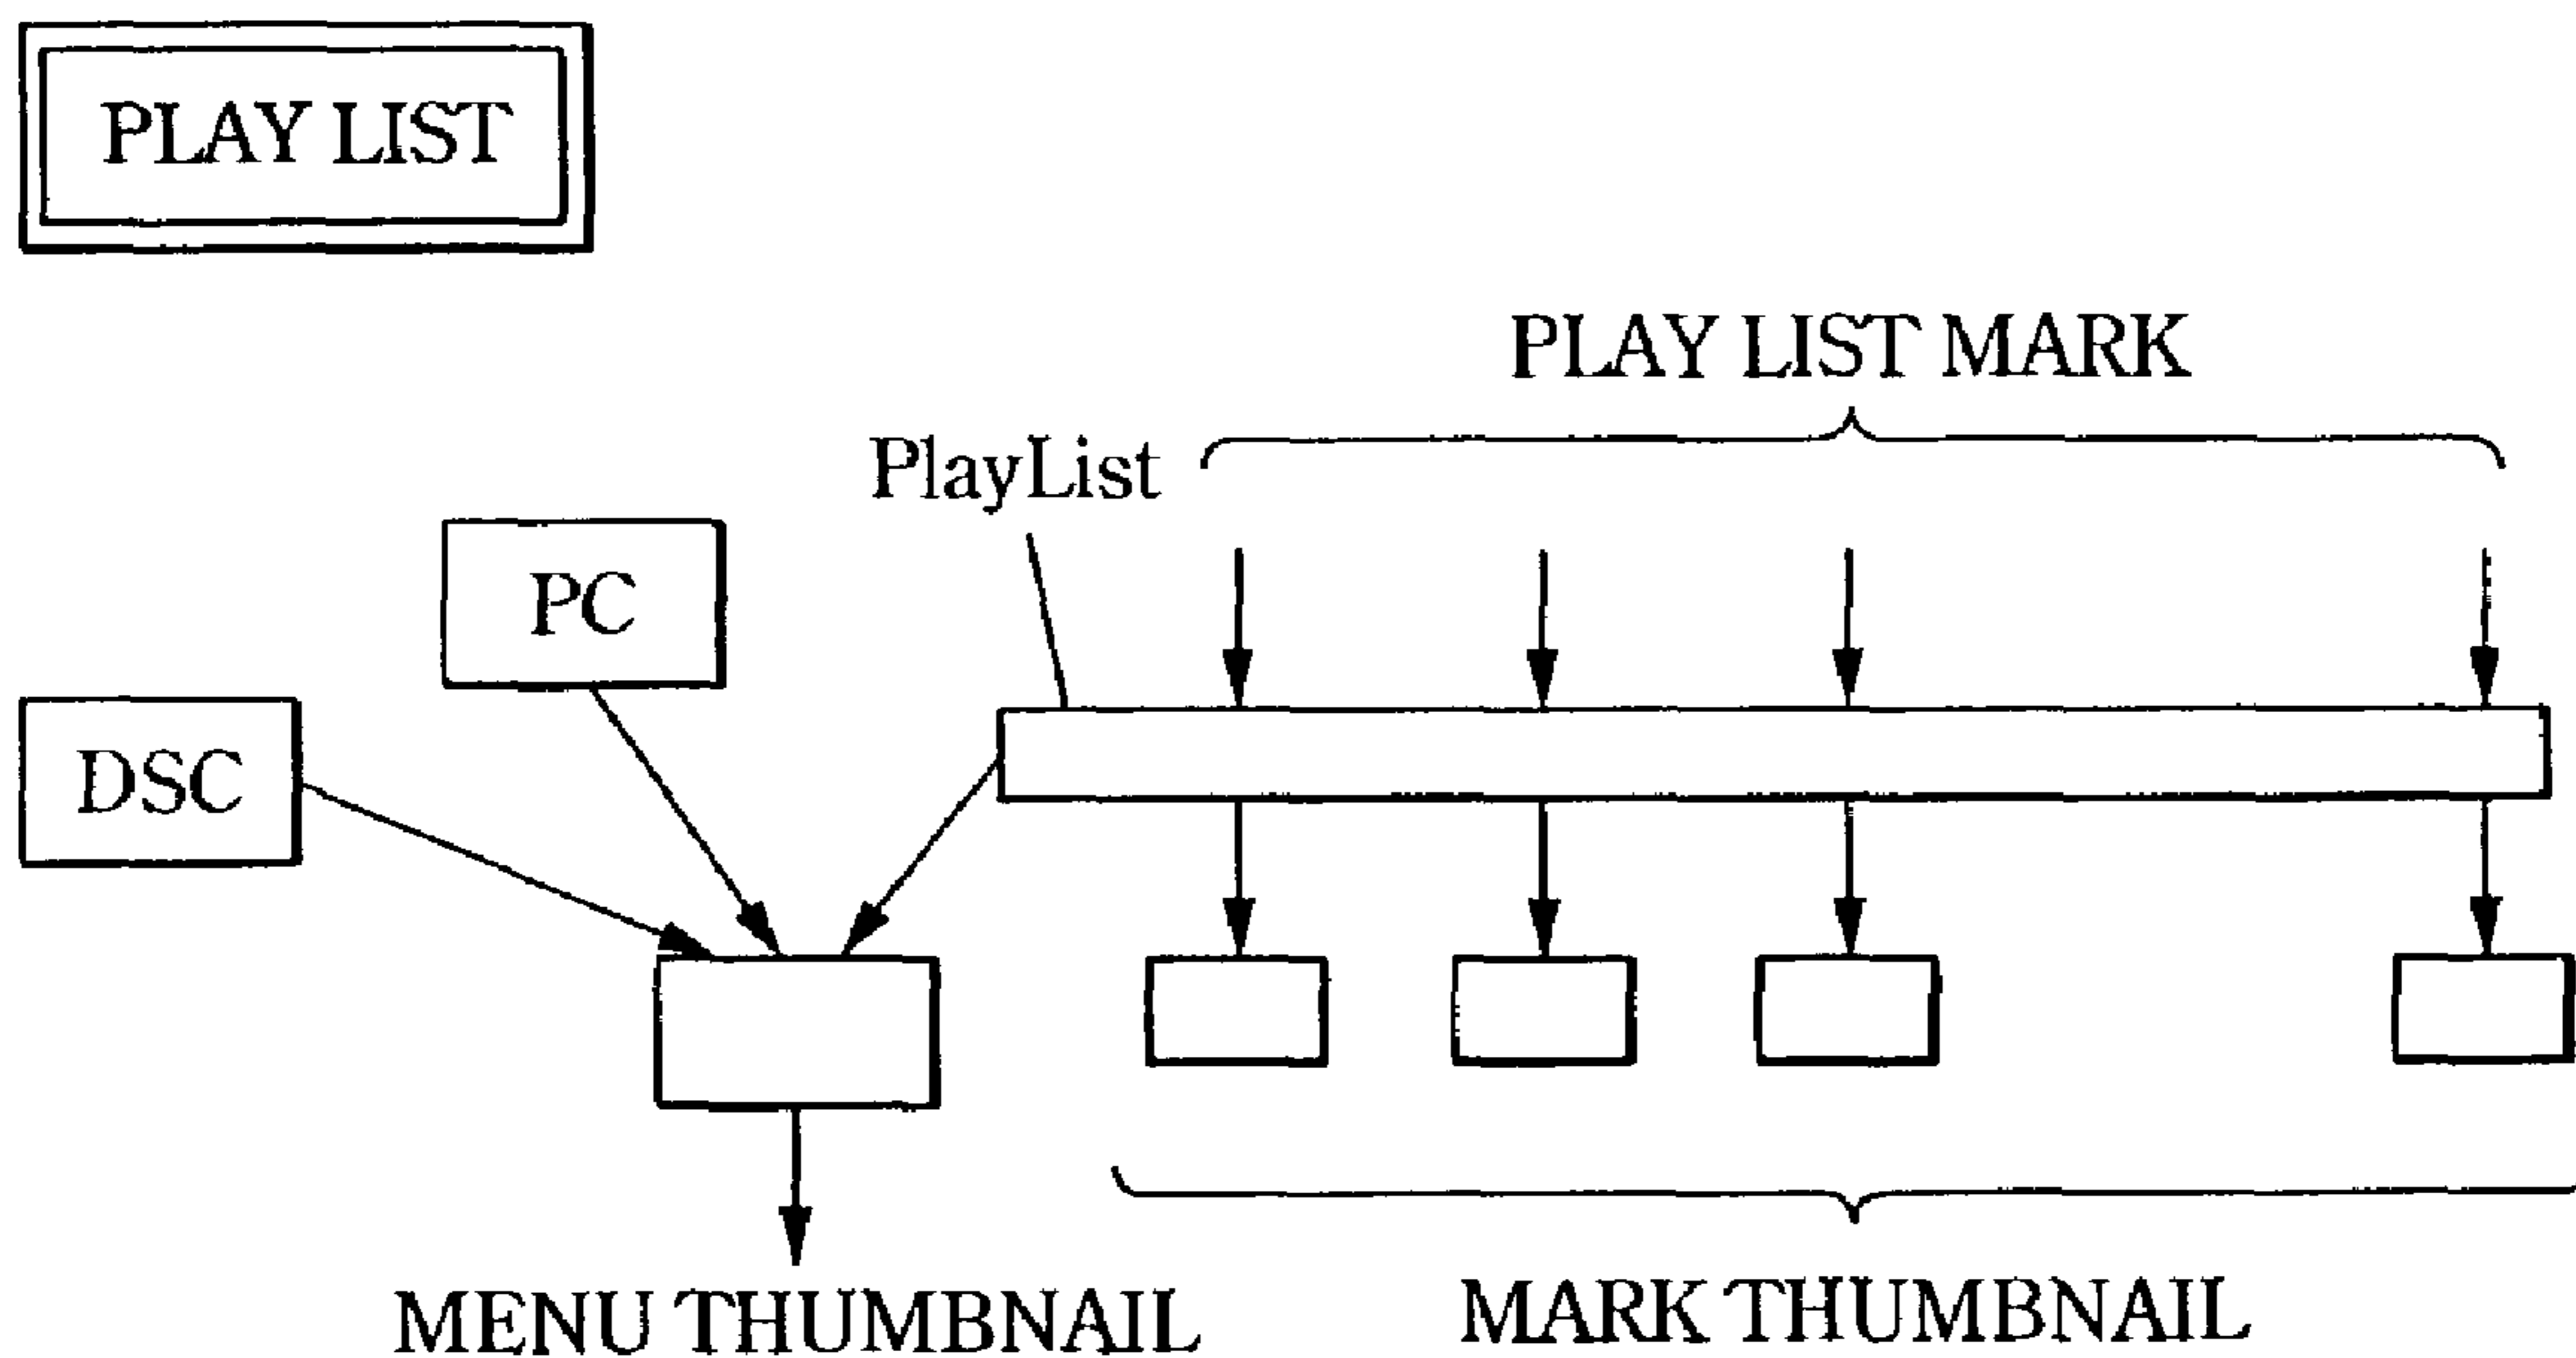 PLAY LIST
PLAY LIST MARK
PlayList
PC
DSC
MENU THUMBNAIL
MARK THUMBNAIL